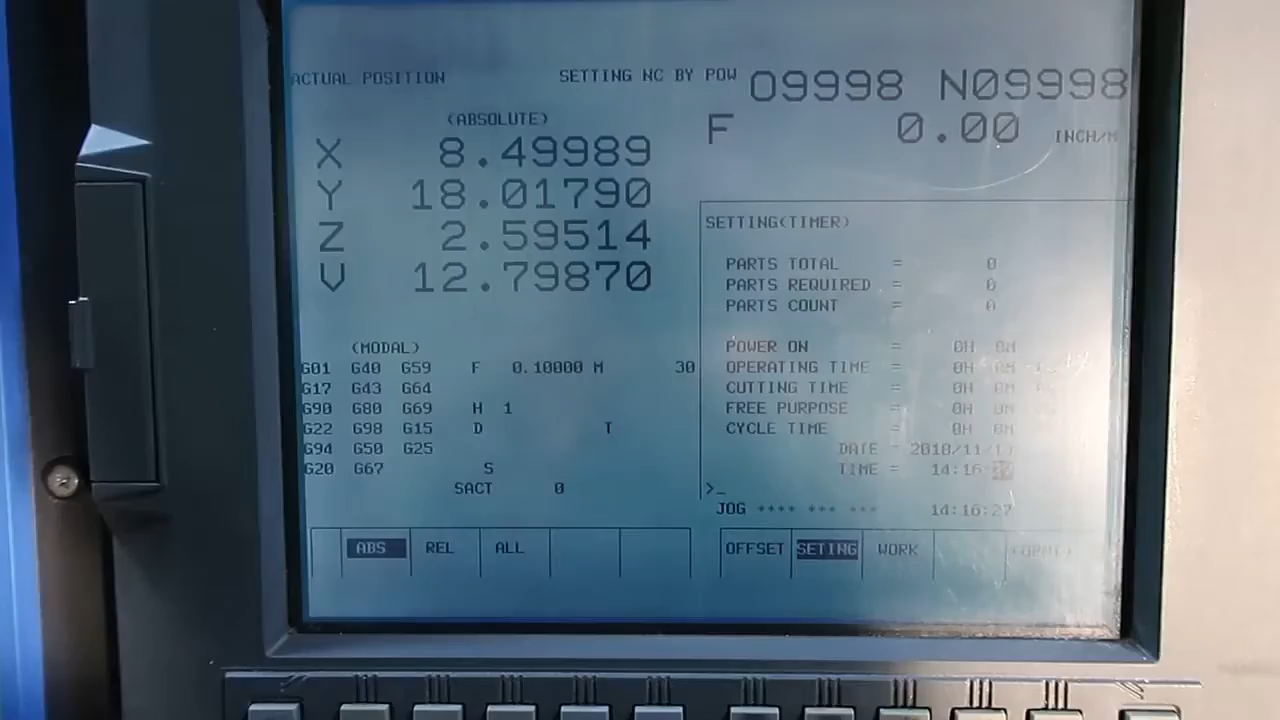 ACTUAL POSITION SETTING NC BY POW O9998 N09998
(ABSOLUTE) F 0.00 INCH/M
X 8.49989
Y 18.01790
Z 2.59514
V 12.79870
SETTING(TIMER)
PARTS TOTAL = 0
PARTS REQUIRED = 0
PARTS COUNT = 0
POWER ON = 0H 0M
OPERATING TIME = 0H 0M
CUTTING TIME = 0H 0M
FREE PURPOSE = 0H 0M
CYCLE TIME = 0H 0M
DATE = 2018/11/
TIME = 14:16:
>_
JOG **** *** *** 14:16:27
(MODAL)
G01 G40 G59 F 0.10000 M 30
G17 G43 G64
G90 G80 G69 H 1
G22 G98 G15 D T
G94 G50 G25
G20 G67 S
SACT 0
ABS REL ALL OFFSET SETING WORK